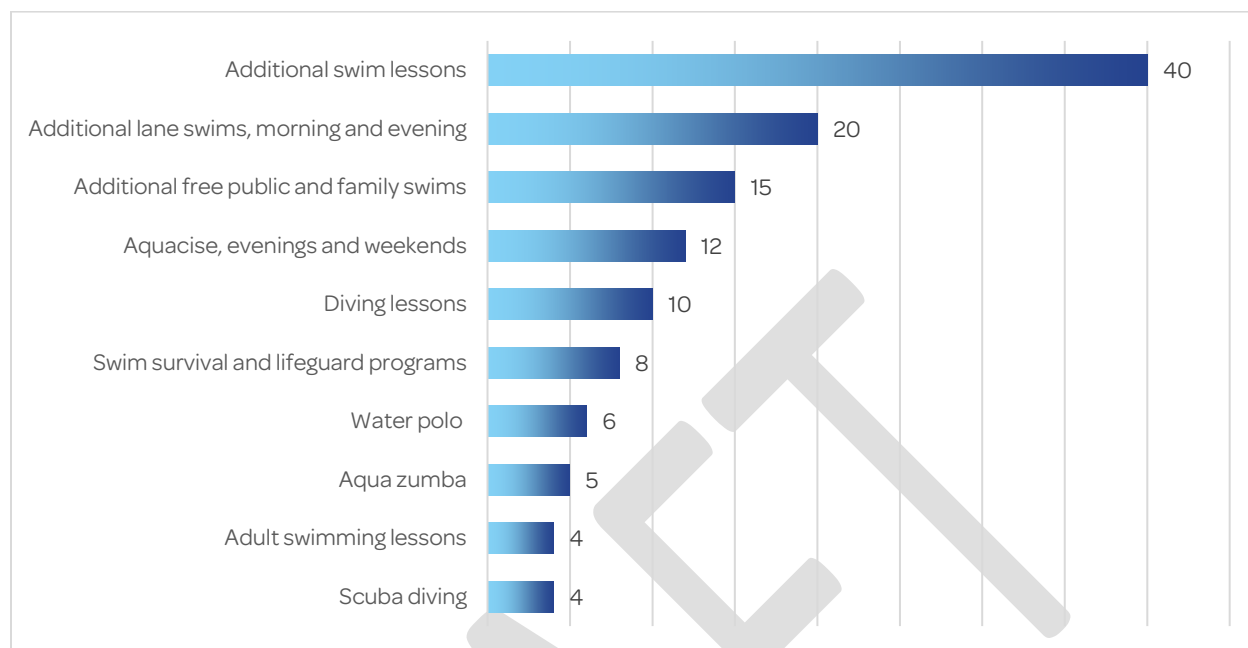 Additional swim lessons 40
Additional lane swims, morning and evening 20
Additional free public and family swims 15
Aquacise, evenings and weekends 12
Diving lessons 10
Swim survival and lifeguard programs 8
Water polo 6
Aqua zumba 5
Adult swimming lessons 4
Scuba diving 4